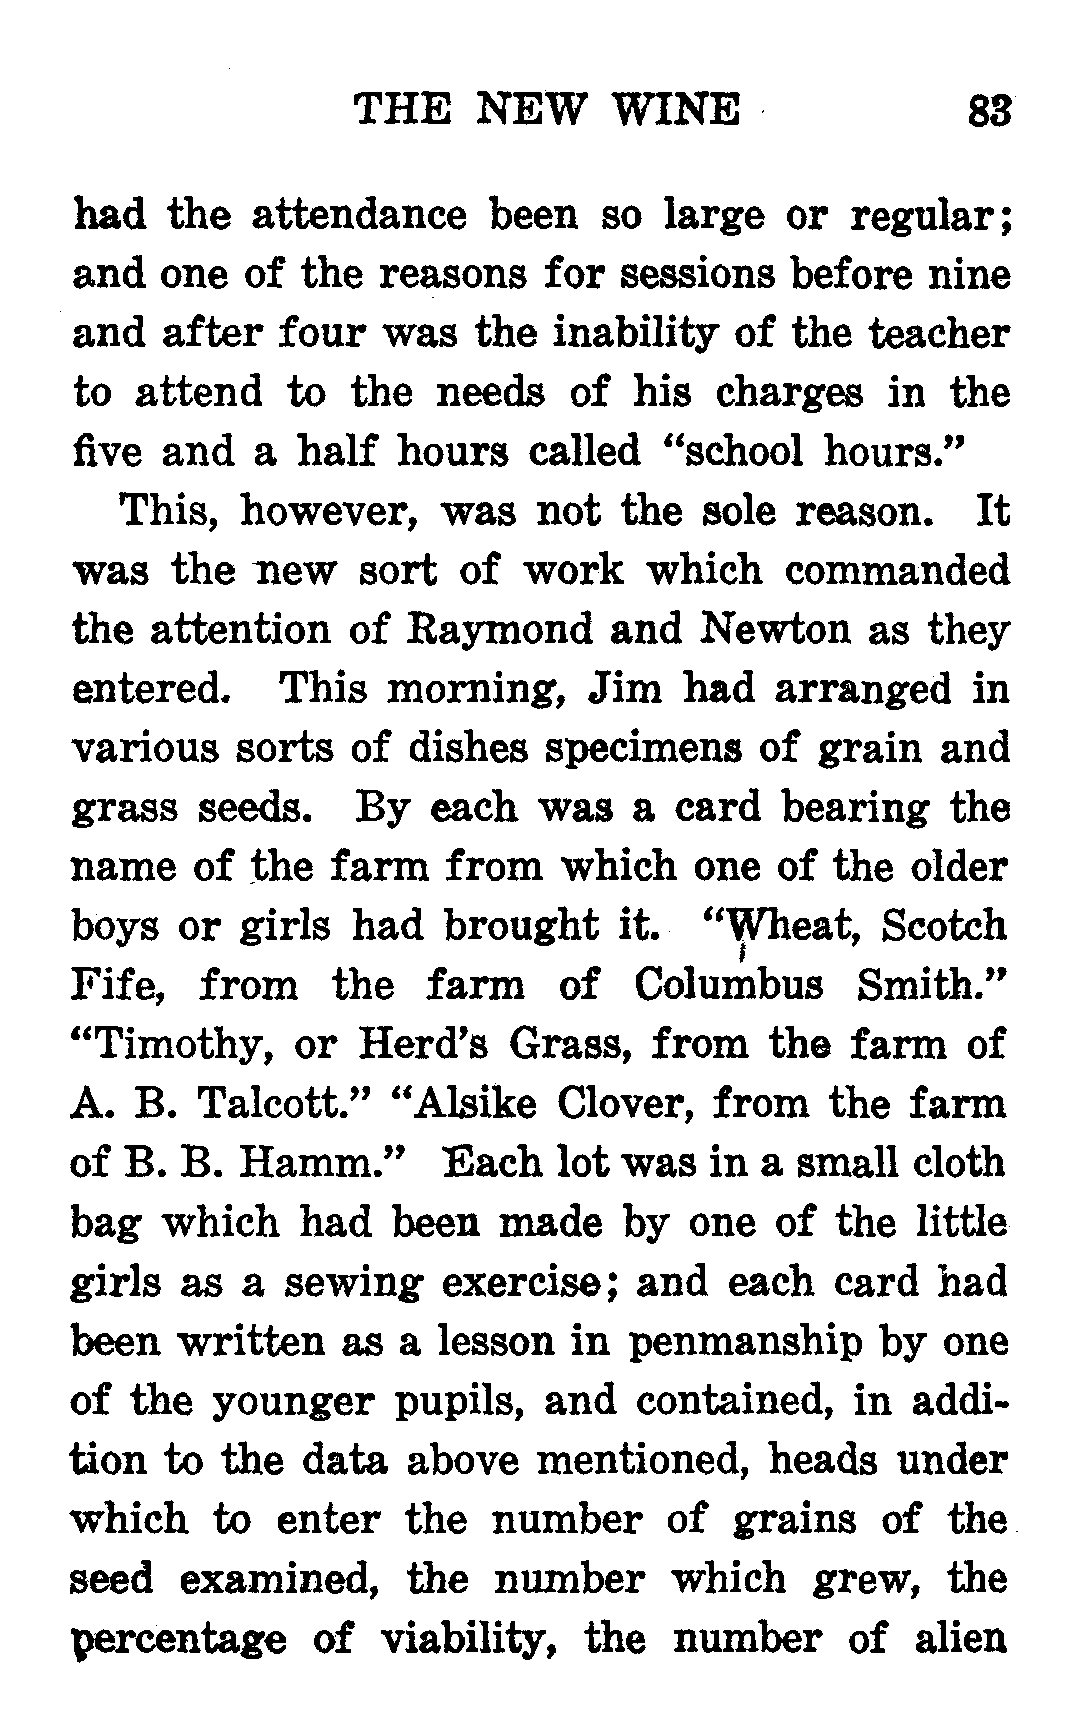 THE NEW WINE 83
had the attendance been so large or regular;
and one of the reasons for sessions before nine
and after four was the inability of the teacher
to attend to the needs of his charges in the
five and a half hours called "school hours."
This, however, was not the sole reason. It
was the new sort of work which commanded
the attention of Raymond and Newton as they
entered. This morning, Jim had arranged in
various sorts of dishes specimens of grain and
grass seeds. By each was a card bearing the
name of the farm from which one of the older
boys or girls had brought it. "Wheat, Scotch
Fife, from the farm of Columbus Smith."
"Timothy, or Herd's Grass, from the farm of
A. B. Talcott." "Alsike Clover, from the farm
of B. B. Hamm." Each lot was in a small cloth
bag which had been made by one of the little
girls as a sewing exercise; and each card had
been written as a lesson in penmanship by one
of the younger pupils, and contained, in addi-
tion to the data above mentioned, heads under
which to enter the number of grains of the
seed examined, the number which grew, the
percentage of viability, the number of alien